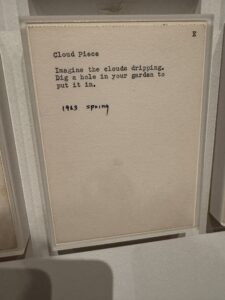 E
Cloud Piece
Imagine the clouds dripping.
Dig a hole in your garden to
put it in.
1963 spring